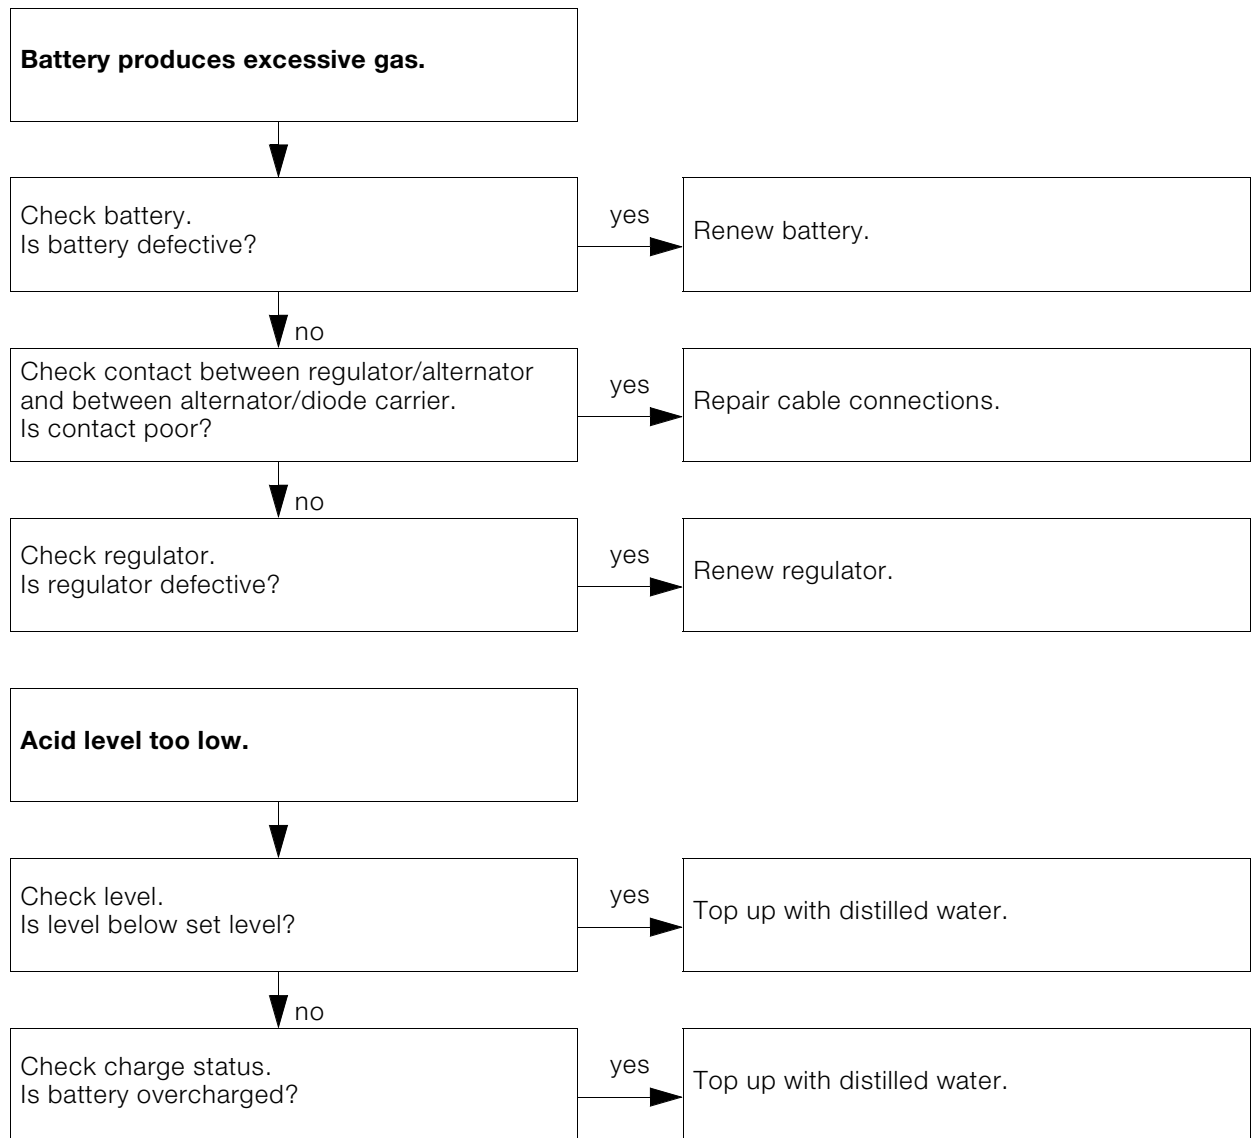 Battery produces excessive gas.
Check battery.
Is battery defective?
yes
Renew battery.
no
Check contact between regulator/alternator
and between alternator/diode carrier.
Is contact poor?
yes
Repair cable connections.
no
Check regulator.
Is regulator defective?
yes
Renew regulator.
Acid level too low.
Check level.
Is level below set level?
yes
Top up with distilled water.
no
Check charge status.
Is battery overcharged?
yes
Top up with distilled water.